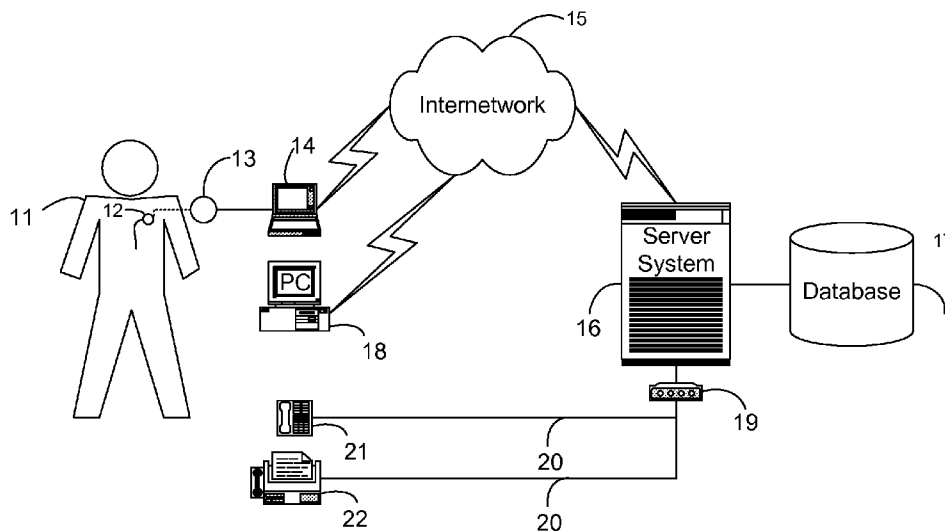 15
Internetwork
14
13
11
12
17
Server
System
PC
Database
16
18
19
21
20
22
20